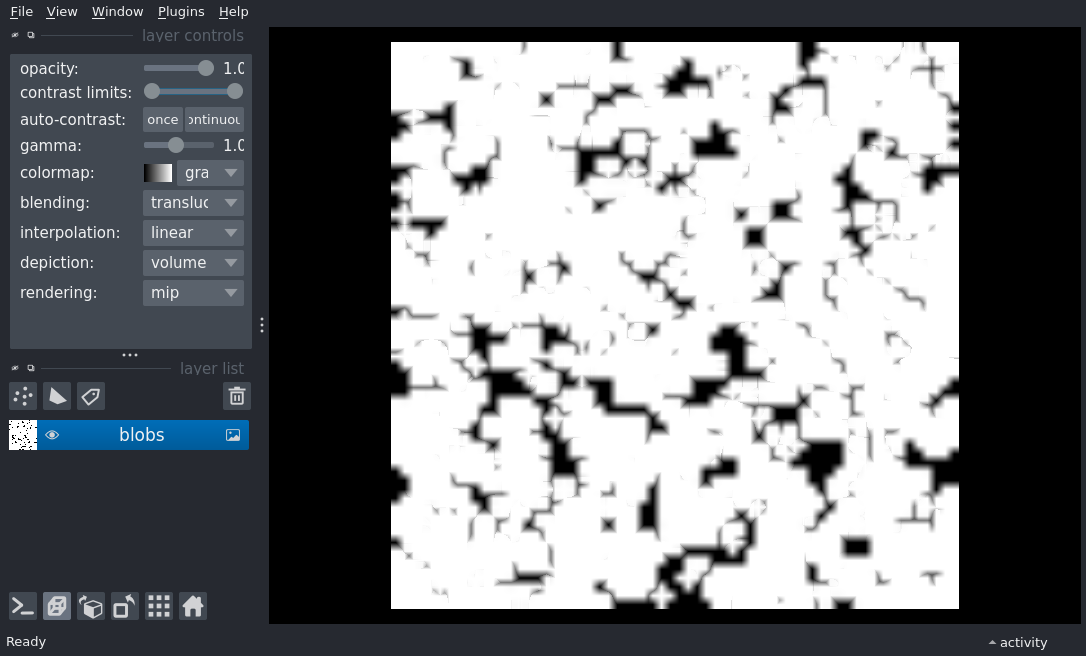 File View Window Plugins Help
layer controls
opacity: 1.0
contrast limits:
auto-contrast: once ontinuou
gamma: 1.0
colormap: gra
blending: transluc
interpolation: linear
depiction: volume
rendering: mip
layer list
blobs
Ready
activity